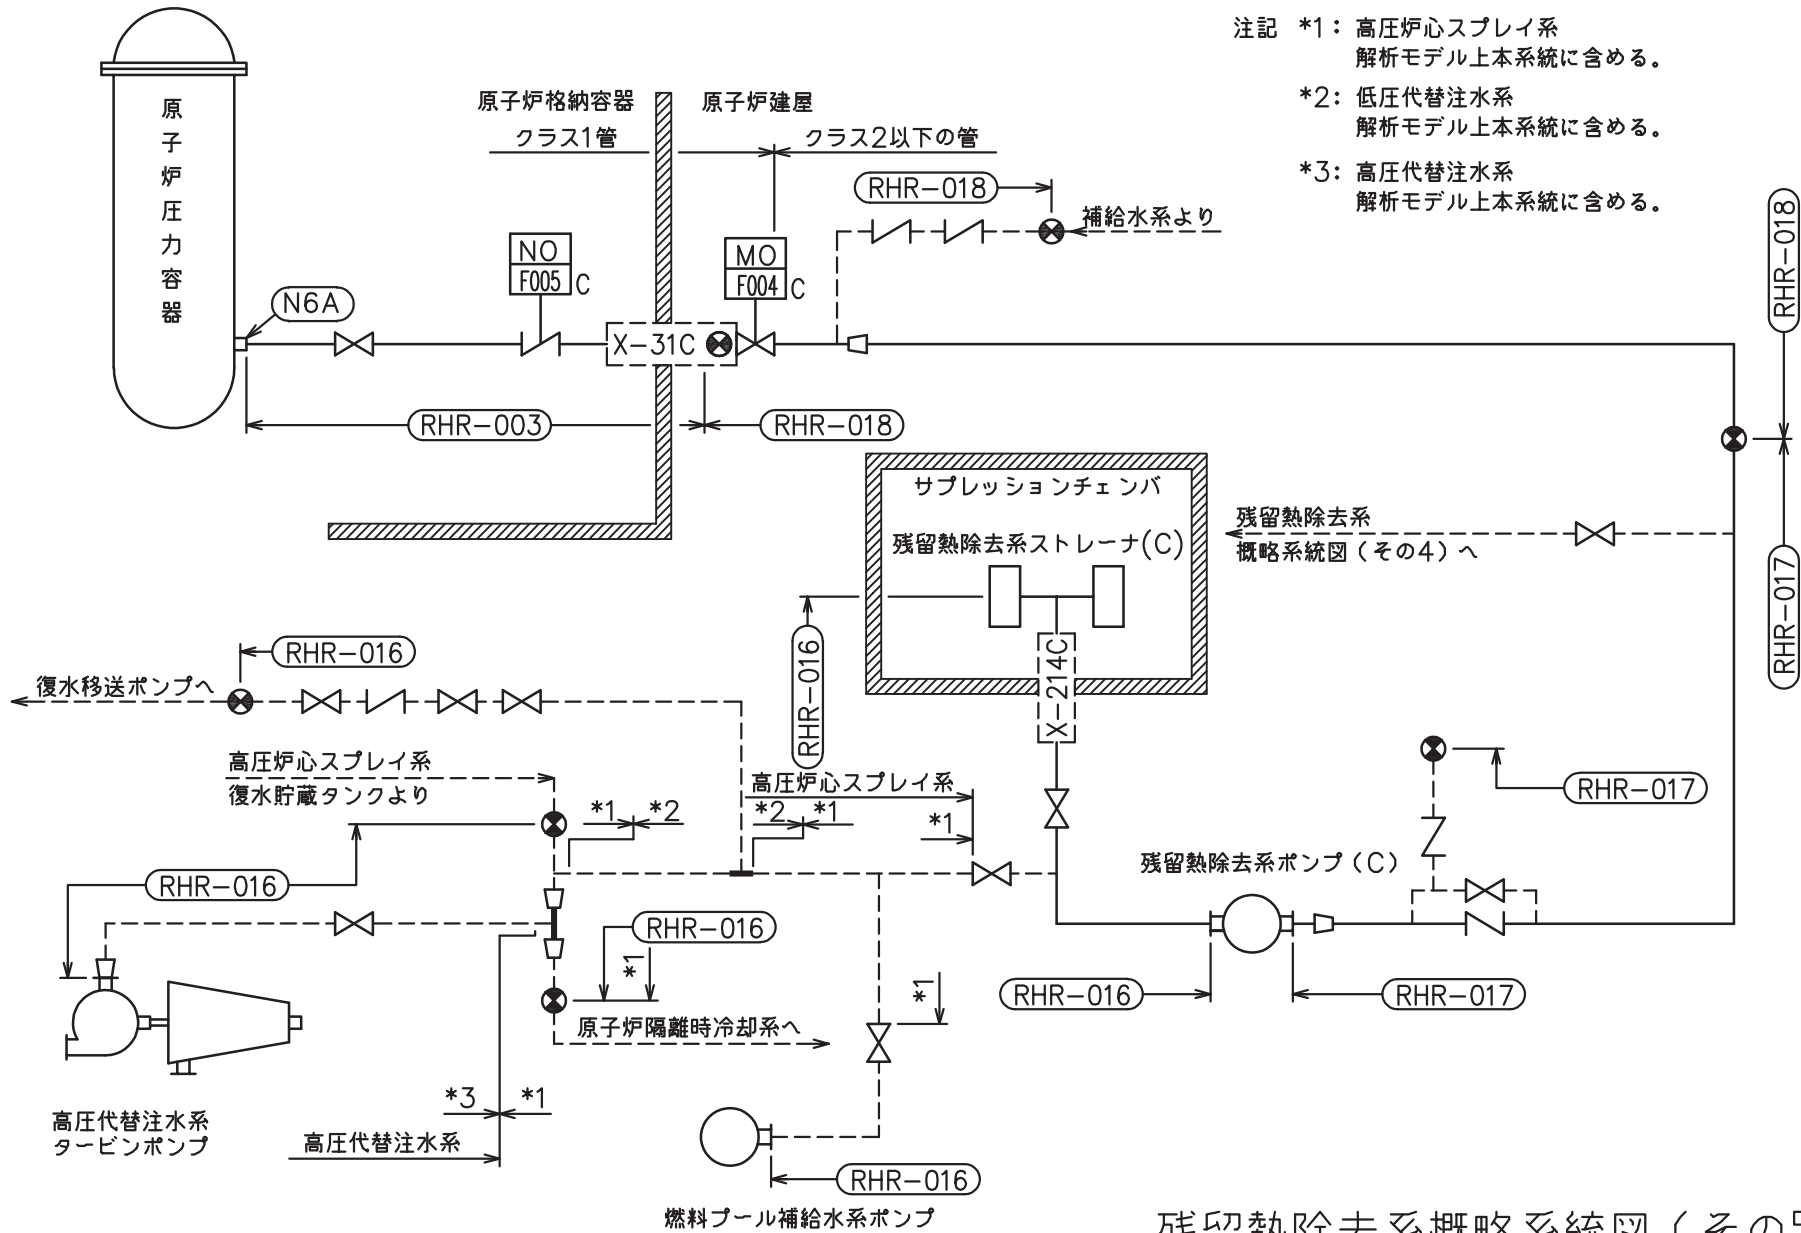 注記 *1: 高圧炉心スプレイ系
解析モデル上本系統に含める。
*2: 低圧代替注水系
解析モデル上本系統に含める。
*3: 高圧代替注水系
解析モデル上本系統に含める。
原子炉圧力容器
原子炉格納容器
原子炉建屋
クラス1管
クラス2以下の管
RHR-018
補給水系より
NO
F005
C
MO
F004
C
N6A
X-31C
RHR-003
RHR-018
RHR-018
RHR-017
サプレッションチェンバ
残留熱除去系ストレーナ(C)
残留熱除去系
概略系統図(その4)へ
RHR-016
X-214C
RHR-016
復水移送ポンプへ
高圧炉心スプレイ系
復水貯蔵タンクより
高圧炉心スプレイ系
*1
*2
*2
*1
*1
RHR-017
残留熱除去系ポンプ(C)
RHR-016
RHR-016
*1
*1
RHR-016
RHR-017
原子炉隔離時冷却系へ
*3
*1
高圧代替注水系
タービンポンプ
高圧代替注水系
RHR-016
燃料プール補給水系ポンプ
残留熱除去系概略系統図(その